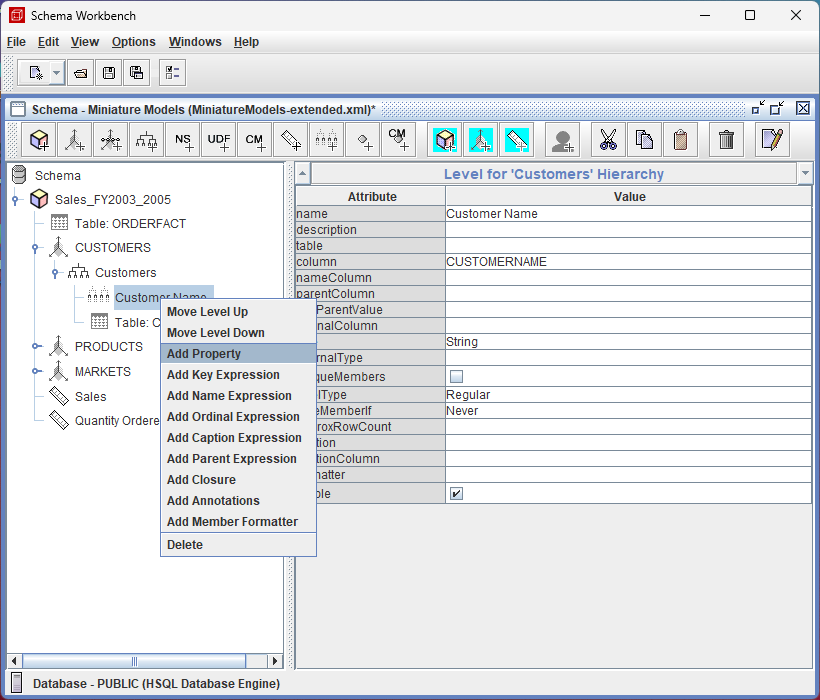 Schema Workbench
File Edit View Options Windows Help
Schema - Miniature Models (MiniatureModels-extended.xml)*
NS UDF CM CM
Schema
Sales_FY2003_2005
Table: ORDERFACT
CUSTOMERS
Customers
Customer Name
Table: C
PRODUCTS
MARKETS
Sales
Quantity Ordere
Move Level Up
Move Level Down
Add Property
Add Key Expression
Add Name Expression
Add Ordinal Expression
Add Caption Expression
Add Parent Expression
Add Closure
Add Annotations
Add Member Formatter
Delete
Level for 'Customers' Hierarchy
Attribute Value
name Customer Name
description
table
column CUSTOMERNAME
nameColumn
parentColumn
ParentValue
nalColumn
String
rnalType
queMembers
lType Regular
eMemberIf Never
roxRowCount
tion
tionColumn
matter
ble
Database - PUBLIC (HSQL Database Engine)